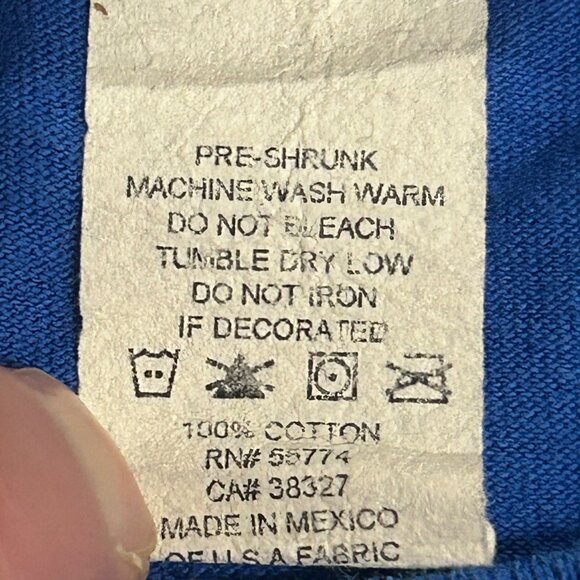 PRE-SHRUNK
MACHINE WASH WARM
DO NOT BLEACH
TUMBLE DRY LOW
DO NOT IRON
IF DECORATED
100% COTTON
RN# 55774
CA# 38327
MADE IN MEXICO
OF U S A FABRIC